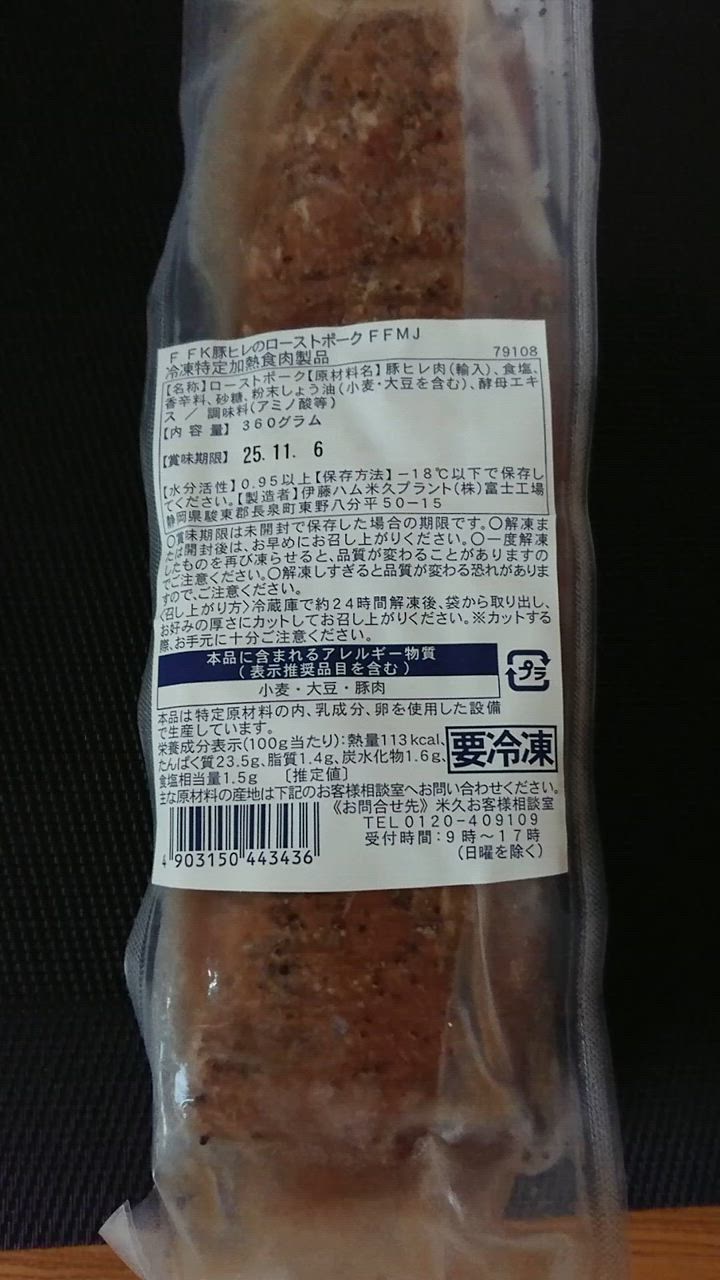 F FK豚ヒレのローストポークFFMJ
冷凍特定加熱食肉製品 79108
【名称】ローストポーク【原材料名】豚ヒレ肉(輸入)、食塩、
香辛料、砂糖、粉末しょう油(小麦・大豆を含む)、酵母エキ
ス／調味料(アミノ酸等)
【内容量】360グラム
【賞味期限】25.11. 6
【水分活性】0.95以上【保存方法】−18℃以下で保存し
てください。【製造者】伊藤ハム米久プラント(株)富士工場
静岡県駿東郡長泉町東野八分平50-15
〇賞味期限は未開封で保存した場合の期限です。〇解凍ま
たは開封後は、お早めにお召し上がりください。〇一度解凍
したものを再び凍らせると、品質が変わることがありますの
でご注意ください。〇解凍しすぎると品質が変わる恐れがありま
すので、ご注意ください。
〈召し上がり方〉冷蔵庫で約24時間解凍後、袋から取り出し、
お好みの厚さにカットしてお召し上がりください。※カットする
際、お手元に十分ご注意ください。
本品に含まれるアレルギー物質
(表示推奨品目を含む)
小麦・大豆・豚肉
プラ
本品は特定原材料の内、乳成分、卵を使用した設備
で生産しています。
栄養成分表示(100g当たり):熱量113kcal、
たんぱく質23.5g、脂質1.4g、炭水化物1.6g、
食塩相当量1.5g 〔推定値〕
要冷凍
主な原材料の産地は下記のお客様相談室へお問い合わせください。
《お問合せ先》米久お客様相談室
TEL0120-409109
受付時間:9時〜17時
(日曜を除く)
4 903150 443436